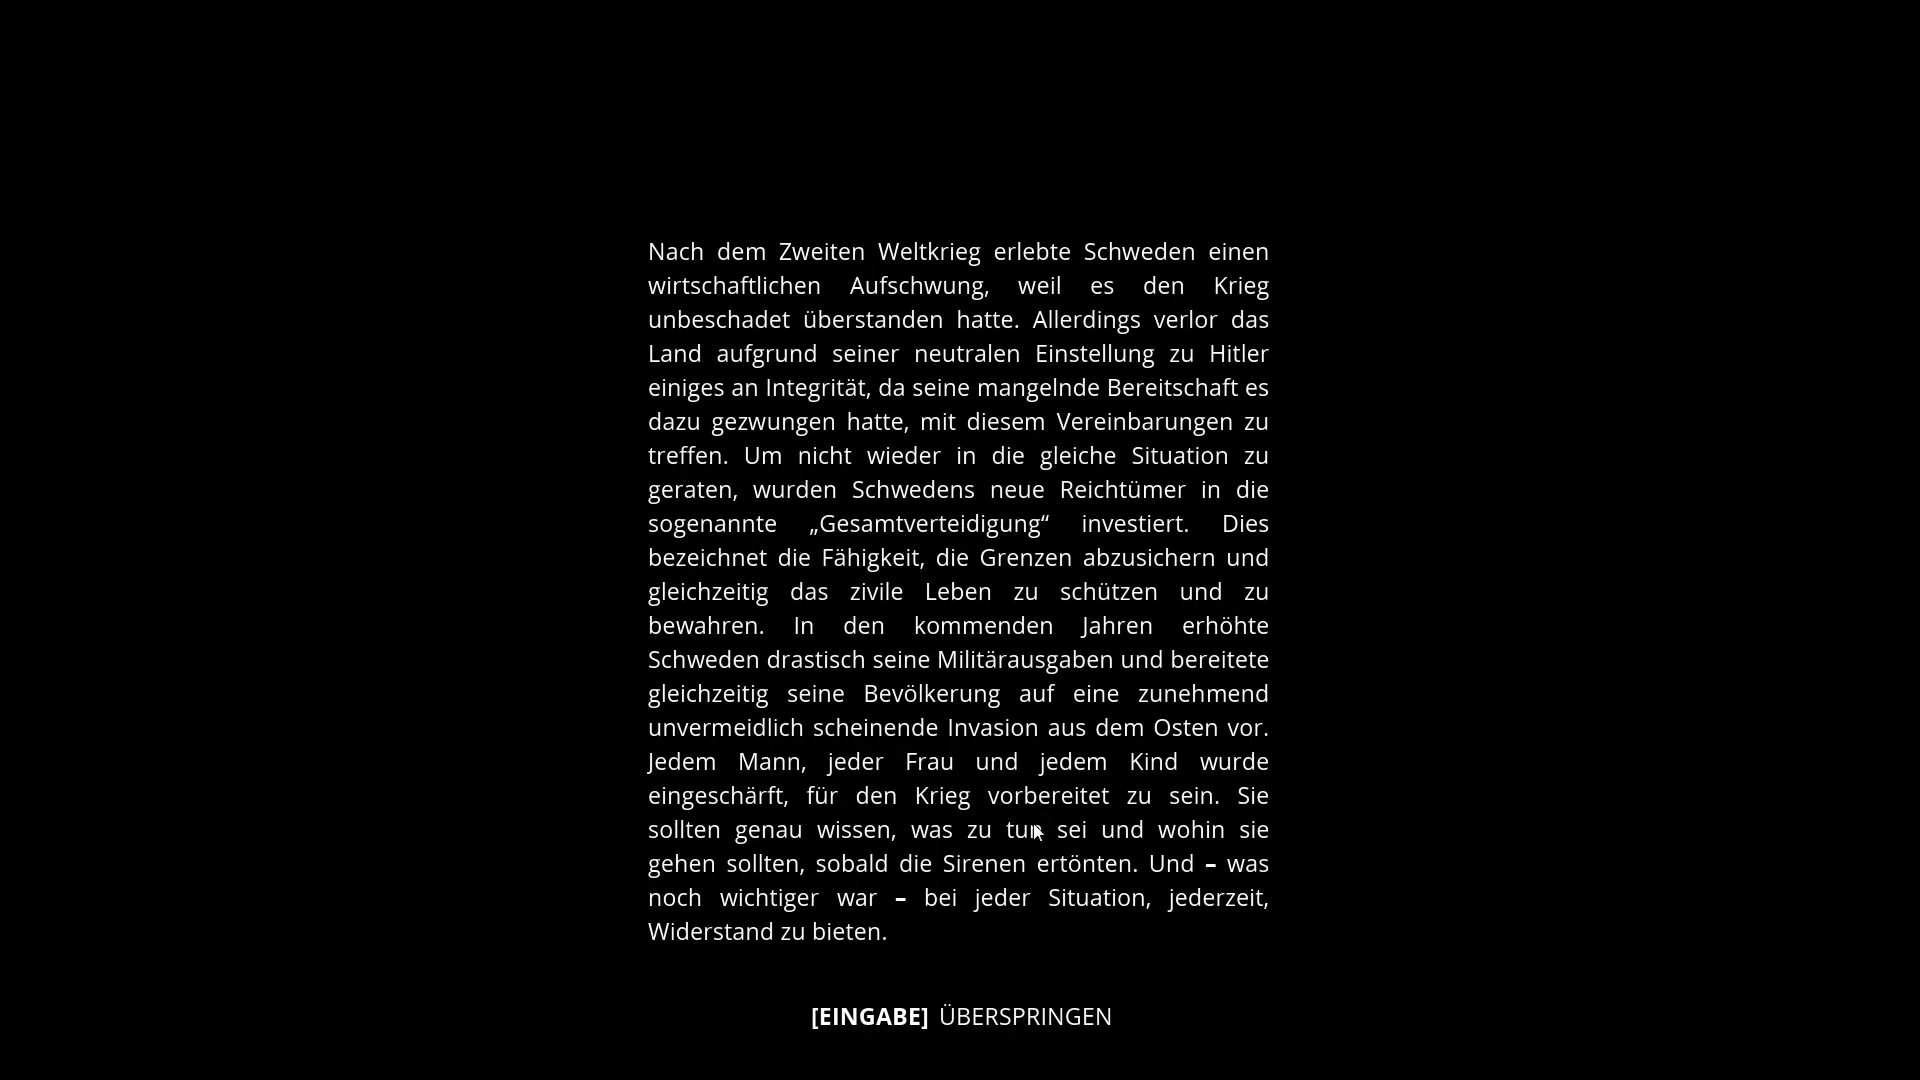 Nach dem Zweiten Weltkrieg erlebte Schweden einen
wirtschaftlichen Aufschwung, weil es den Krieg
unbeschadet überstanden hatte. Allerdings verlor das
Land aufgrund seiner neutralen Einstellung zu Hitler
einiges an Integrität, da seine mangelnde Bereitschaft es
dazu gezwungen hatte, mit diesem Vereinbarungen zu
treffen. Um nicht wieder in die gleiche Situation zu
geraten, wurden Schwedens neue Reichtümer in die
sogenannte „Gesamtverteidigung“ investiert. Dies
bezeichnet die Fähigkeit, die Grenzen abzusichern und
gleichzeitig das zivile Leben zu schützen und zu
bewahren. In den kommenden Jahren erhöhte
Schweden drastisch seine Militärausgaben und bereitete
gleichzeitig seine Bevölkerung auf eine zunehmend
unvermeidlich scheinende Invasion aus dem Osten vor.
Jedem Mann, jeder Frau und jedem Kind wurde
eingeschärft, für den Krieg vorbereitet zu sein. Sie
sollten genau wissen, was zu tun sei und wohin sie
gehen sollten, sobald die Sirenen ertönten. Und – was
noch wichtiger war – bei jeder Situation, jederzeit,
Widerstand zu bieten.
[EINGABE] ÜBERSPRINGEN